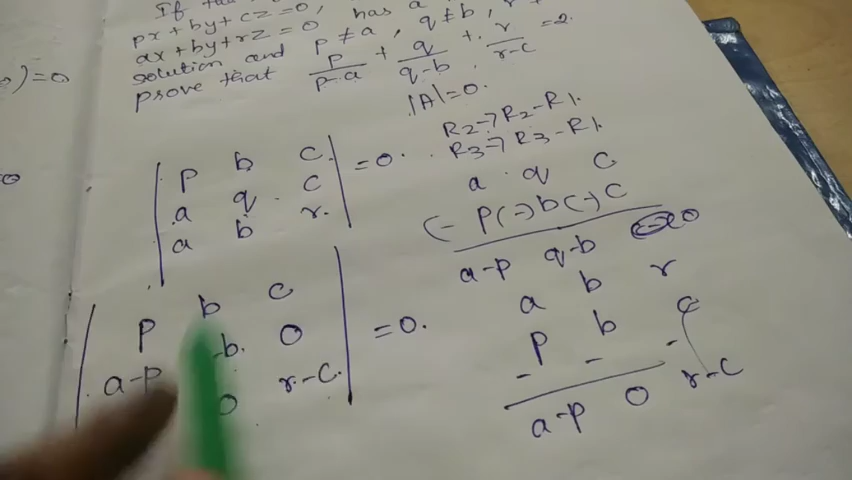 If
px+by+cz=0, has a
ax+by+rz=0
solution and p≠a, q≠b,
prove that p/p-a + q/q-b + r/r-c =2.
)=0
|A|=0.
R2→R2-R1.
R3→R3-R1.
p b c
a q c
a b r
=0.
a q c
(- p(-)b(-)c
a-p q-b 0
p b c
a-p -b 0
0 r-c
=0.
a b r
p b c
- - -
a-p 0 r-c